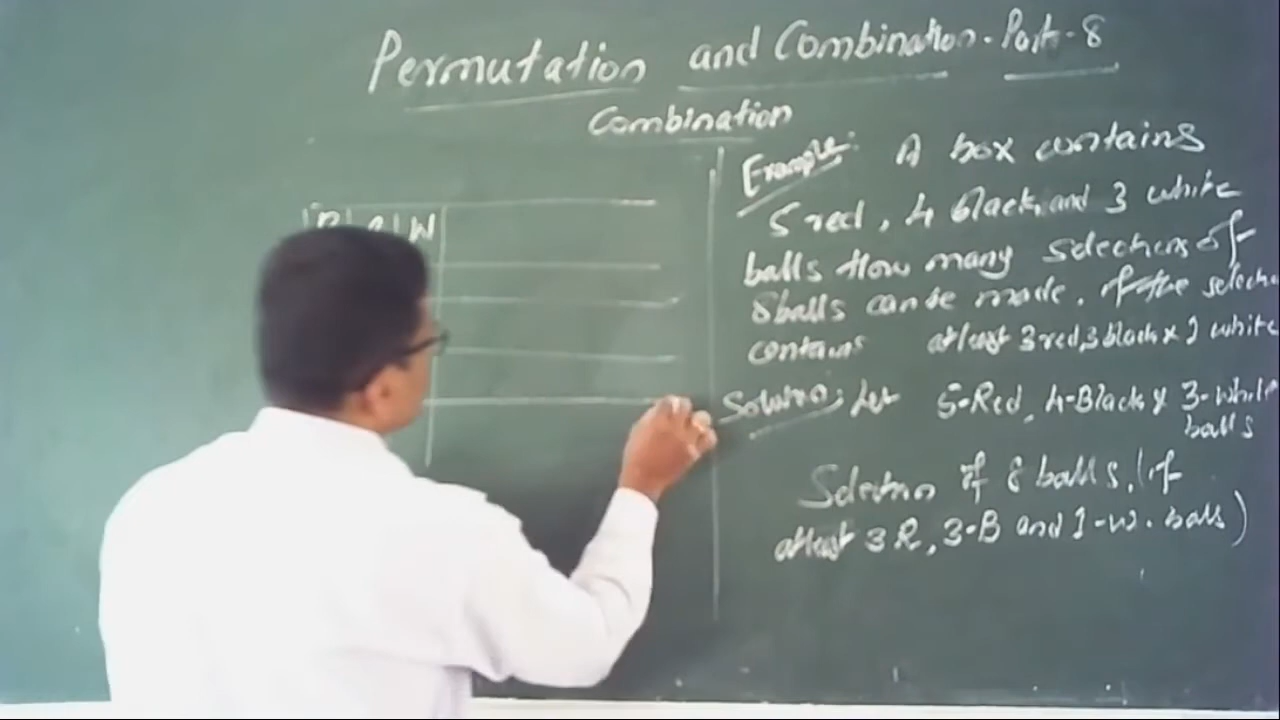 Permutation and Combination - Part - 8
Combination
Example: A box contains
5 red, 4 black, and 3 white
balls How many selections of
8 balls can be made. if the selectio
contains atleast 3 red, 3 black & 1 white
Solution: Let 5-Red, 4-Black & 3-white
balls
Selection of 8 balls, (if
atleast 3 R, 3-B and 1-W. balls)
R B W